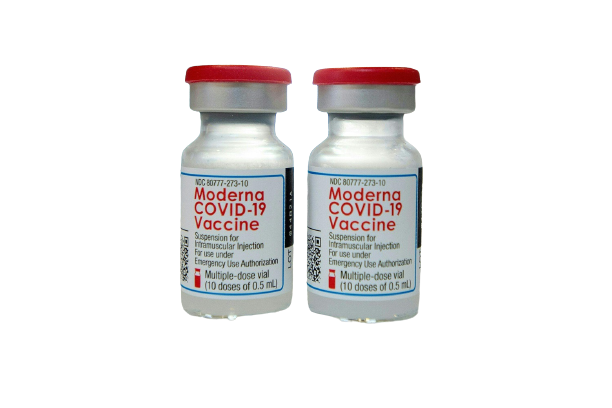 NDC 80777-273-10
Moderna
COVID-19
Vaccine
Suspension for
Intramuscular Injection
For use under
Emergency Use Authorization
Multiple-dose vial
(10 doses of 0.5 mL)
LOT
NDC 80777-273-10
Moderna
COVID-19
Vaccine
Suspension for
Intramuscular Injection
For use under
Emergency Use Authorization
Multiple-dose vial
(10 doses of 0.5 mL)